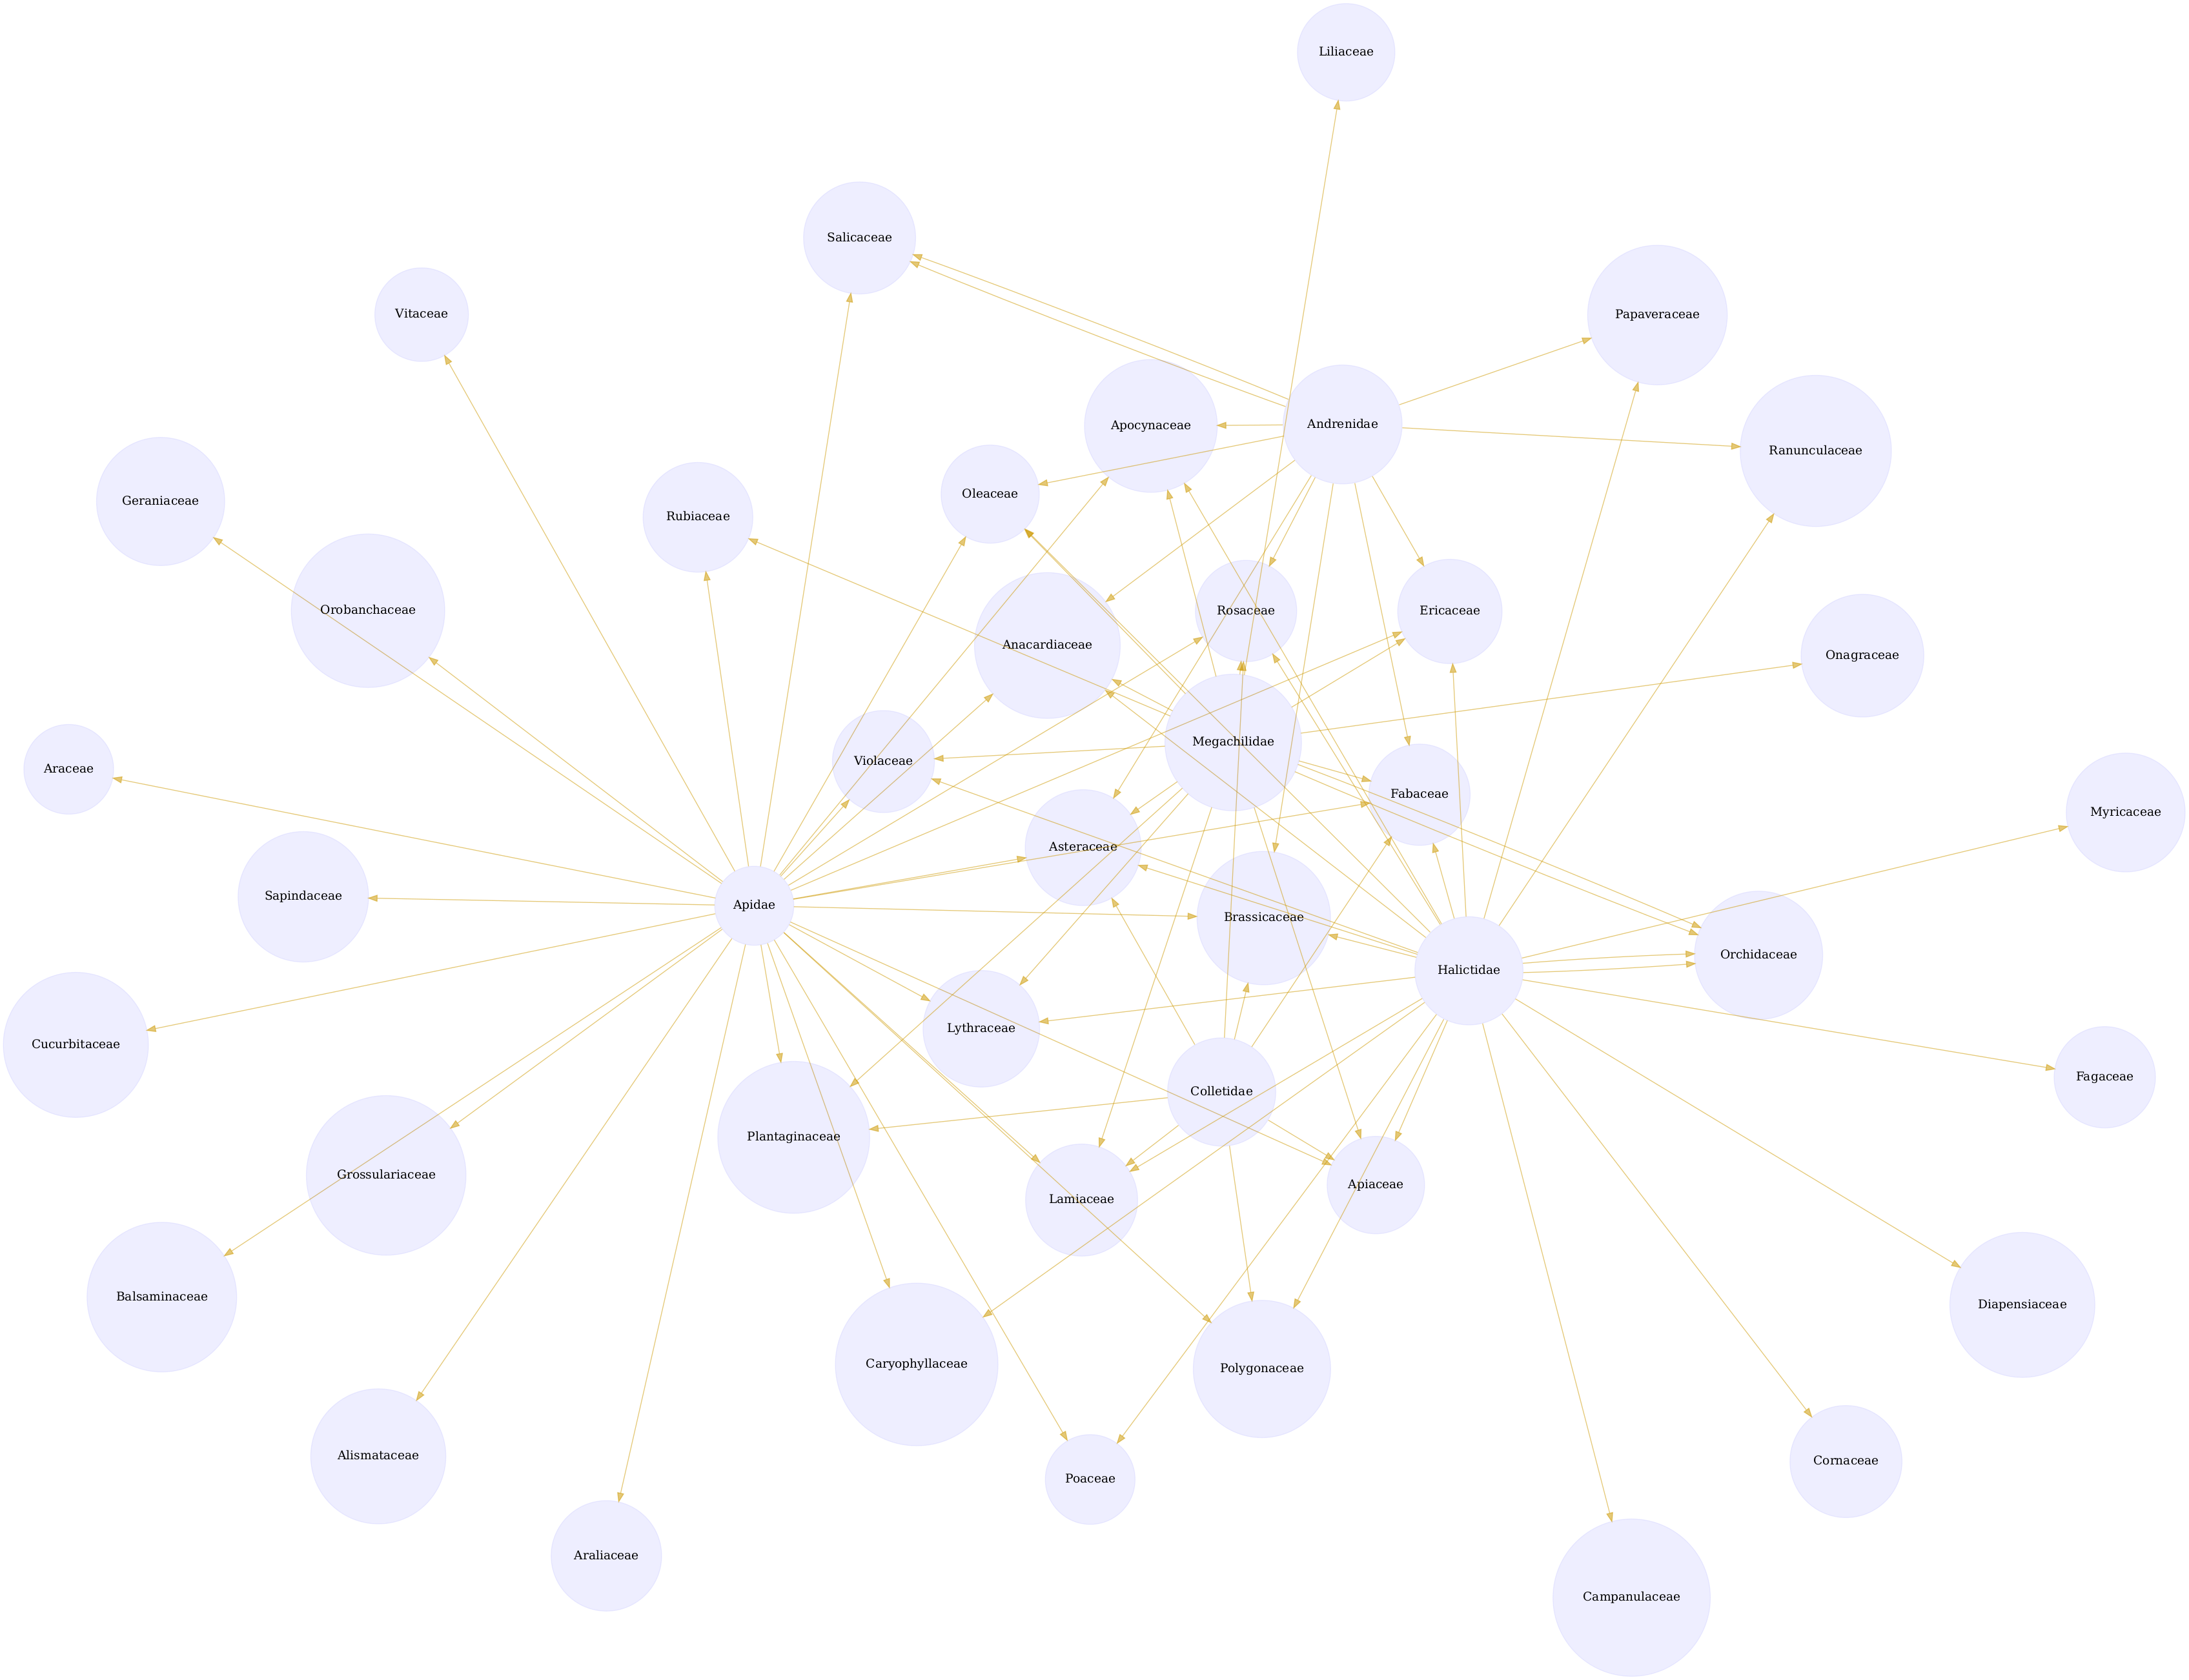 Liliaceae
Salicaceae
Vitaceae
Papaveraceae
Apocynaceae
Andrenidae
Ranunculaceae
Oleaceae
Geraniaceae
Rubiaceae
Orobanchaceae
Rosaceae
Ericaceae
Anacardiaceae
Onagraceae
Megachilidae
Violaceae
Araceae
Fabaceae
Myricaceae
Asteraceae
Sapindaceae
Apidae
Brassicaceae
Orchidaceae
Halictidae
Lythraceae
Cucurbitaceae
Fagaceae
Colletidae
Plantaginaceae
Grossulariaceae
Apiaceae
Lamiaceae
Balsaminaceae
Diapensiaceae
Caryophyllaceae
Polygonaceae
Alismataceae
Cornaceae
Poaceae
Araliaceae
Campanulaceae